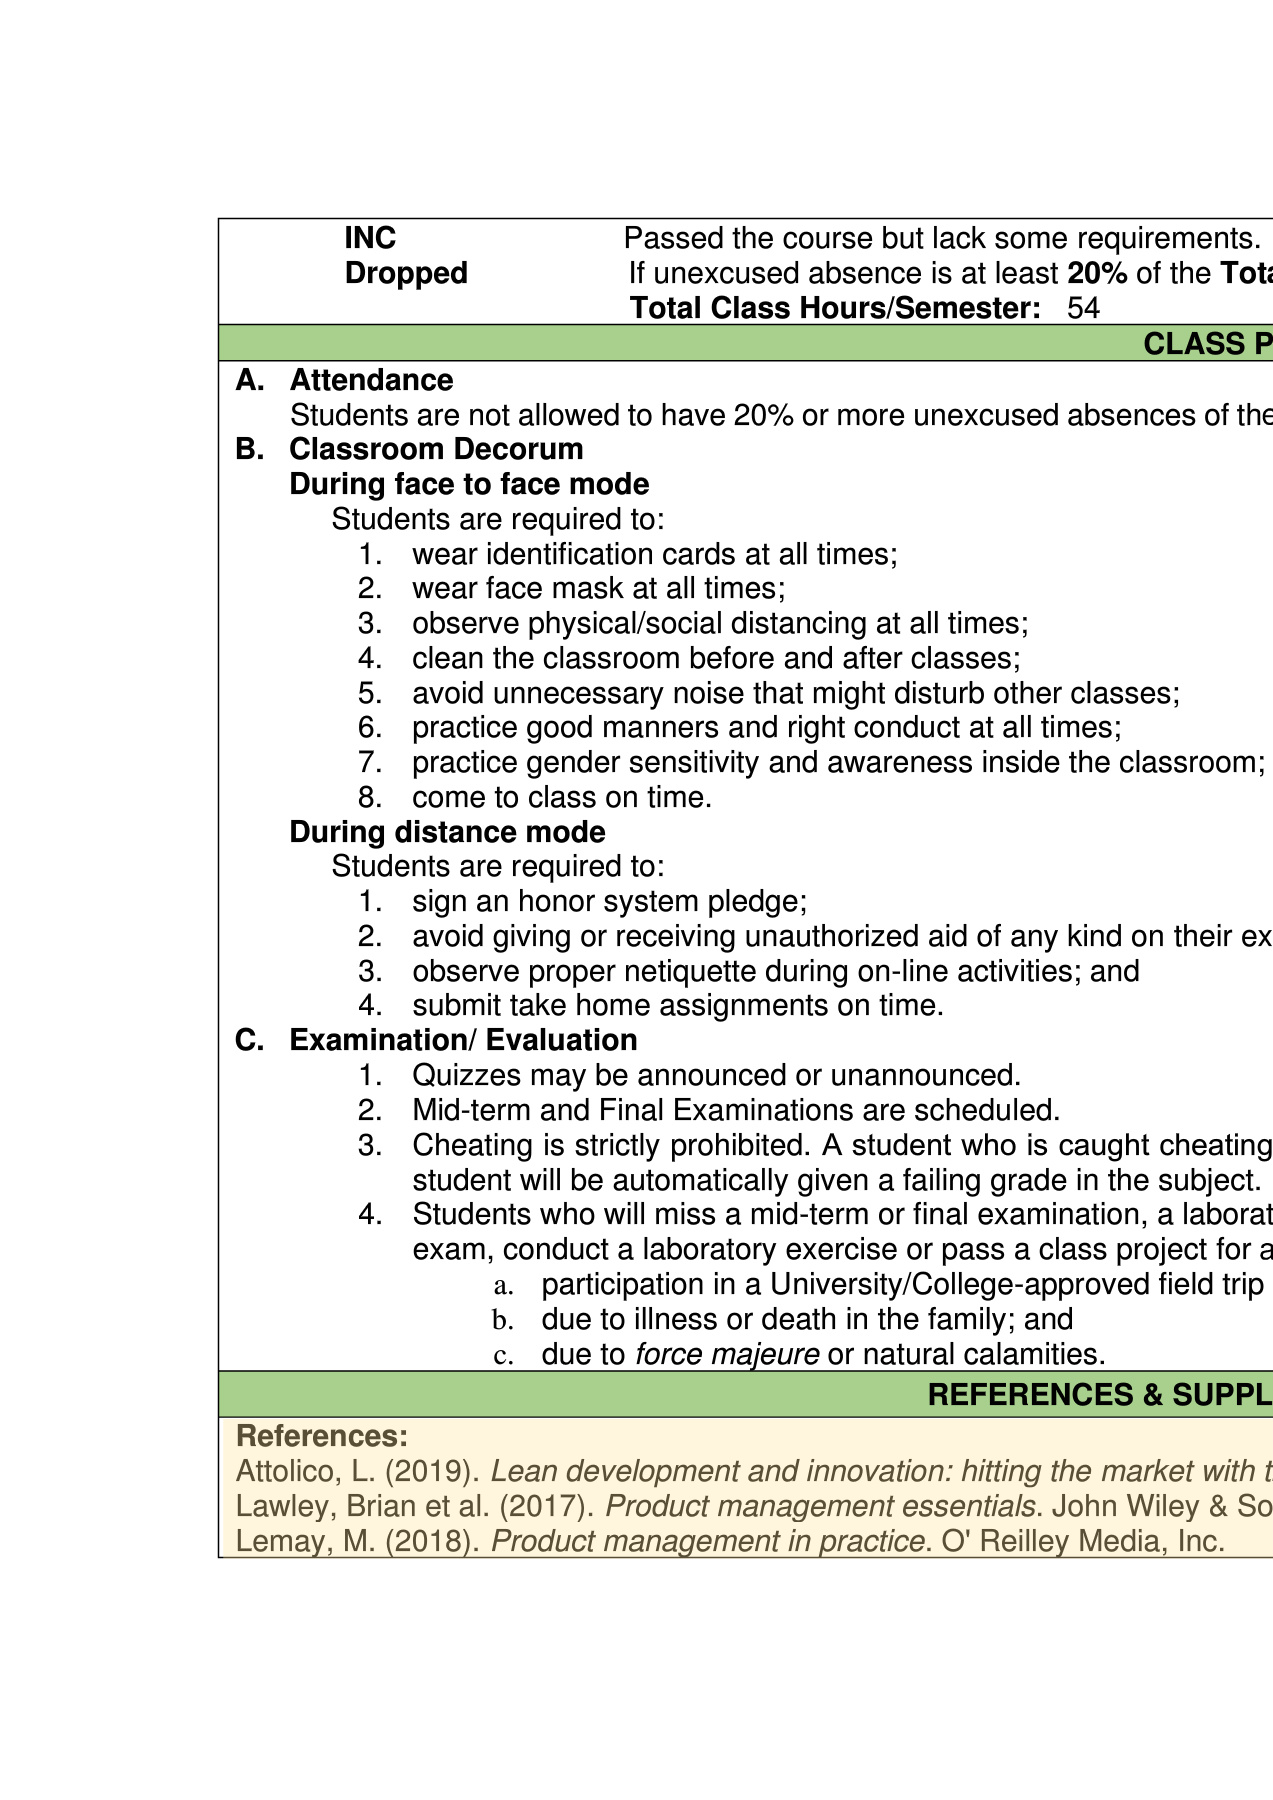 INC Passed the course but lack some requirements.
Dropped If unexcused absence is at least 20% of the
Total Class Hours/Semester: 54
CLASS
A. Attendance
Students are not allowed to have 20% or more unexcused absences of the
B. Classroom Decorum
During face to face mode
Students are required to:
1. wear identification cards at all times;
2. wear face mask at all times;
3. observe physical/social distancing at all times;
4. clean the classroom before and after classes;
5. avoid unnecessary noise that might disturb other classes;
6. practice good manners and right conduct at all times;
7. practice gender sensitivity and awareness inside the classroom;
8. come to class on time.
During distance mode
Students are required to:
1. sign an honor system pledge;
2. avoid giving or receiving unauthorized aid of any kind on their
3. observe proper netiquette during on-line activities; and
4. submit take home assignments on time.
C. Examination/ Evaluation
1. Quizzes may be announced or unannounced.
2. Mid-term and Final Examinations are scheduled.
3. Cheating is strictly prohibited. A student who is caught cheating
student will be automatically given a failing grade in the subject.
4. Students who will miss a mid-term or final examination, a
exam, conduct a laboratory exercise or pass a class project for
a. participation in a University/College-approved field trip
b. due to illness or death in the family; and
c. due to force majeure or natural calamities.
REFERENCES &
References:
Attolico, L. (2019). Lean development and innovation: hitting the market with
Lawley, Brian et al. (2017). Product management essentials. John Wiley &
Lemay, M. (2018). Product management in practice. O' Reilley Media, Inc.